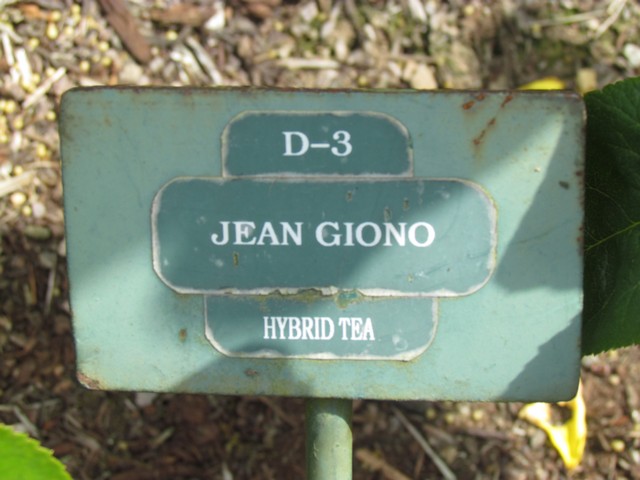 D-3
JEAN GIONO
HYBRID TEA